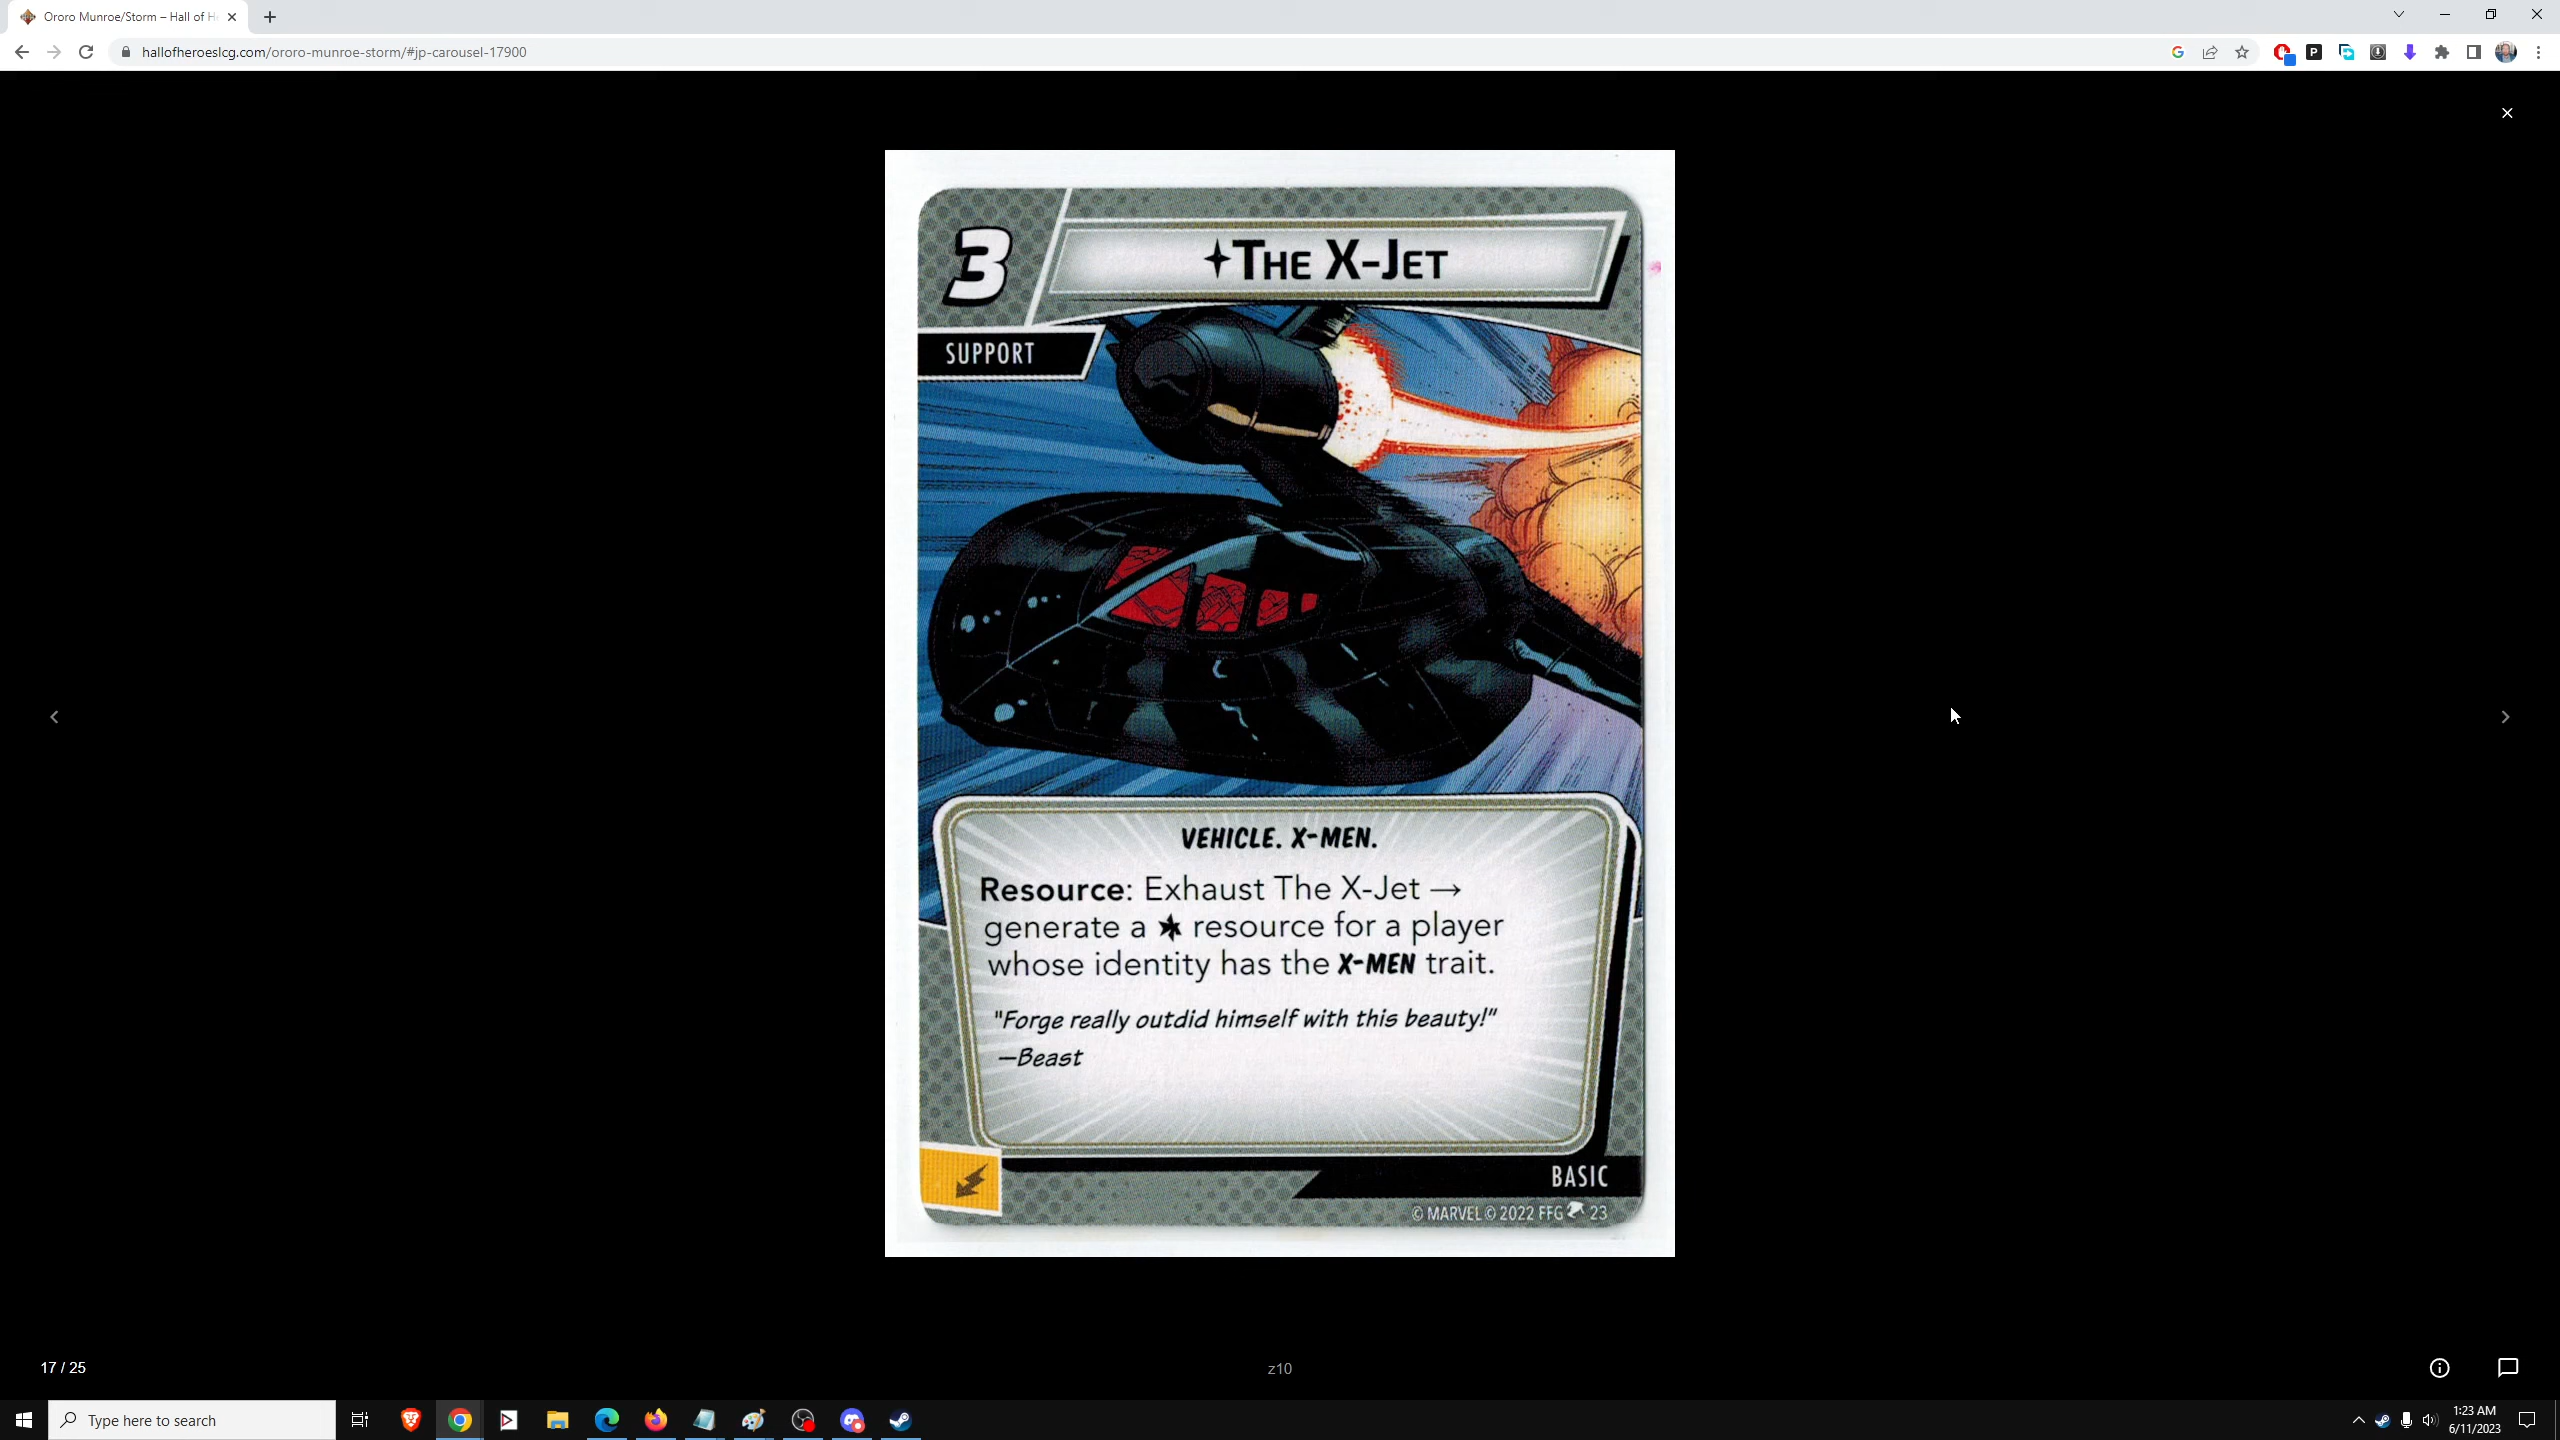 Ororo Munroe/Storm – Hall of H
hallofheroeslcg.com/ororo-munroe-storm/#jp-carousel-17900
3
THE X-JET
SUPPORT
VEHICLE. X-MEN.
Resource: Exhaust The X-Jet →
generate a resource for a player
whose identity has the X-MEN trait.
"Forge really outdid himself with this beauty!"
—Beast
BASIC
© MARVEL © 2022 FFG 23
17 / 25
z10
Type here to search
1:23 AM
6/11/2023